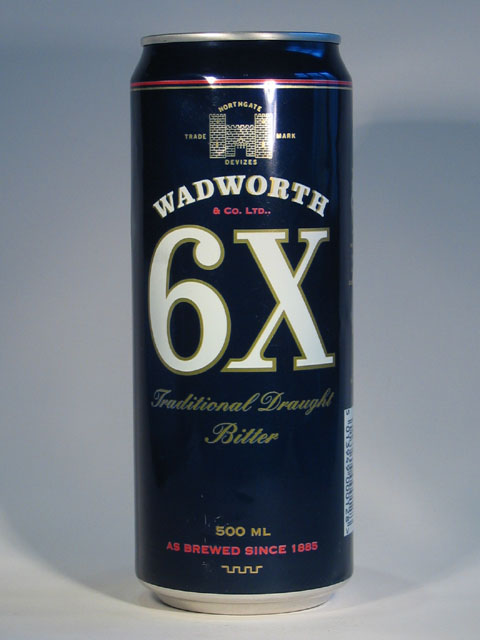 NORTHGATE
TRADE MARK
DEVIZES
WADWORTH
& CO. LTD..
6X
Traditional Draught
Bitter
500 ML
AS BREWED SINCE 1885